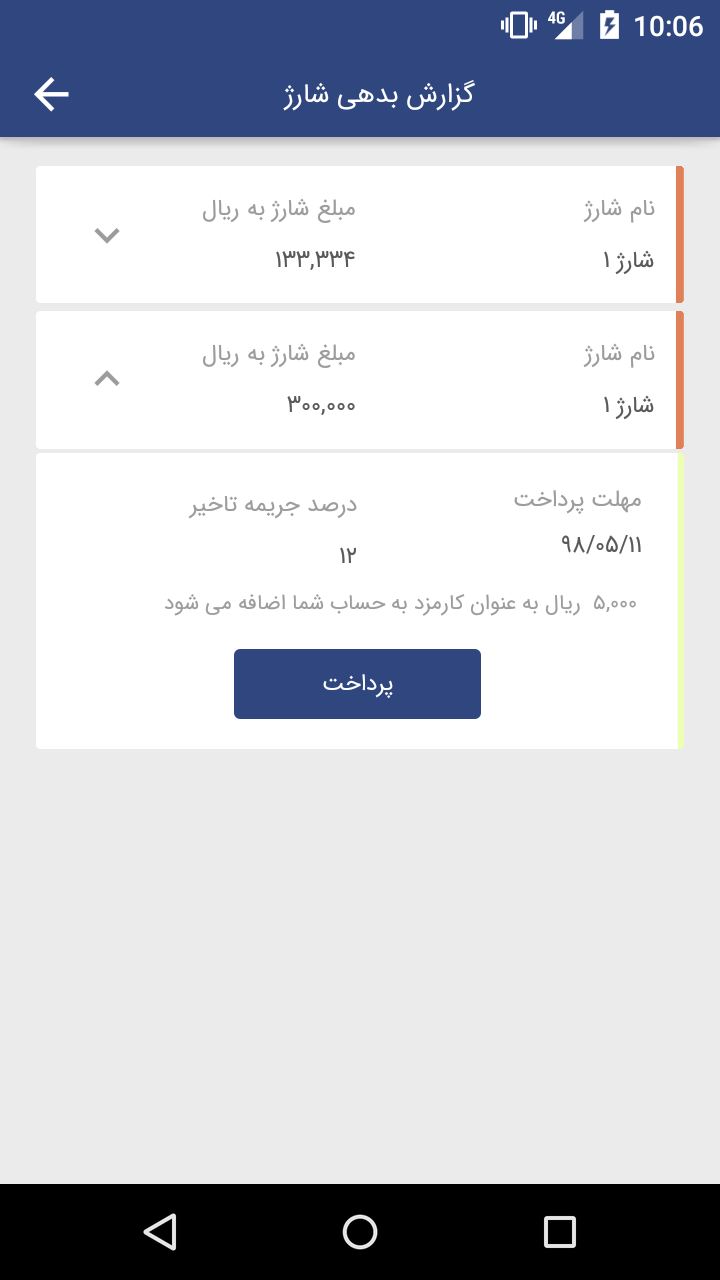 4G 10:06
گزارش بدهی شارژ
نام شارژ مبلغ شارژ به ریال
شارژ ۱ ۱۳۳,۳۳۴
نام شارژ مبلغ شارژ به ریال
شارژ ۱ ۳۰۰,۰۰۰
مهلت پرداخت درصد جریمه تاخیر
۹۸/۰۵/۱۱ ۱۲
۵,۰۰۰ ریال به عنوان کارمزد به حساب شما اضافه می شود
پرداخت